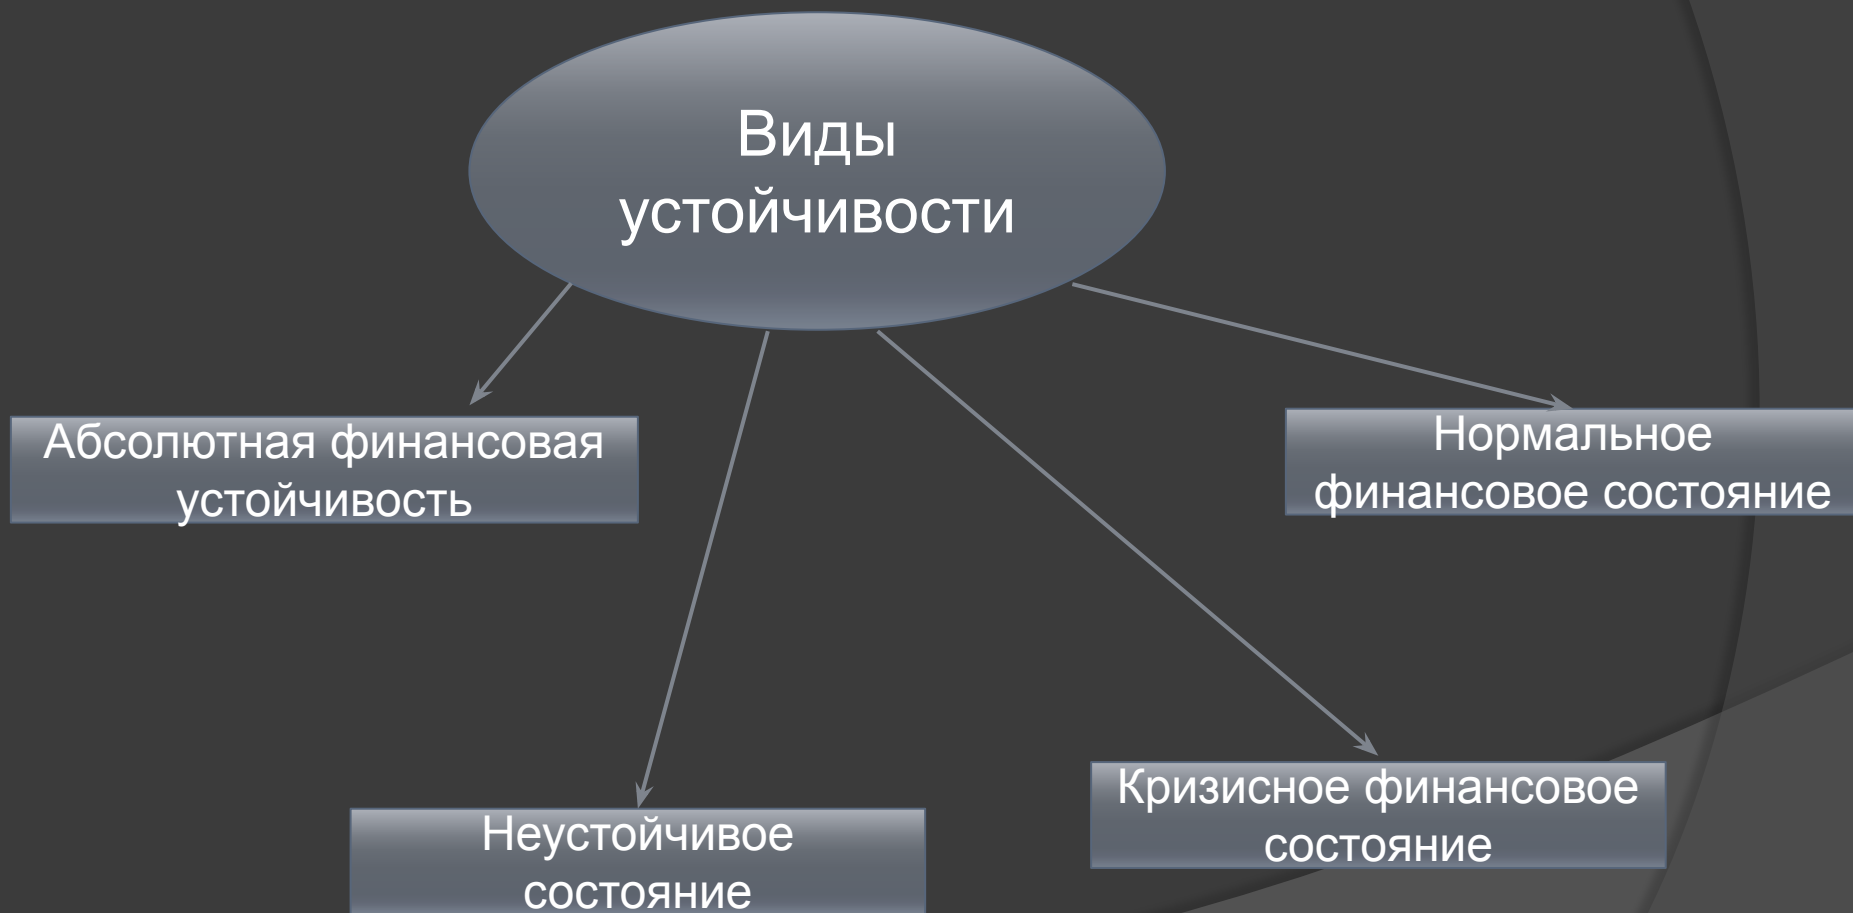 Виды
устойчивости
Абсолютная финансовая
устойчивость
Нормальное
финансовое состояние
Неустойчивое
состояние
Кризисное финансовое
состояние